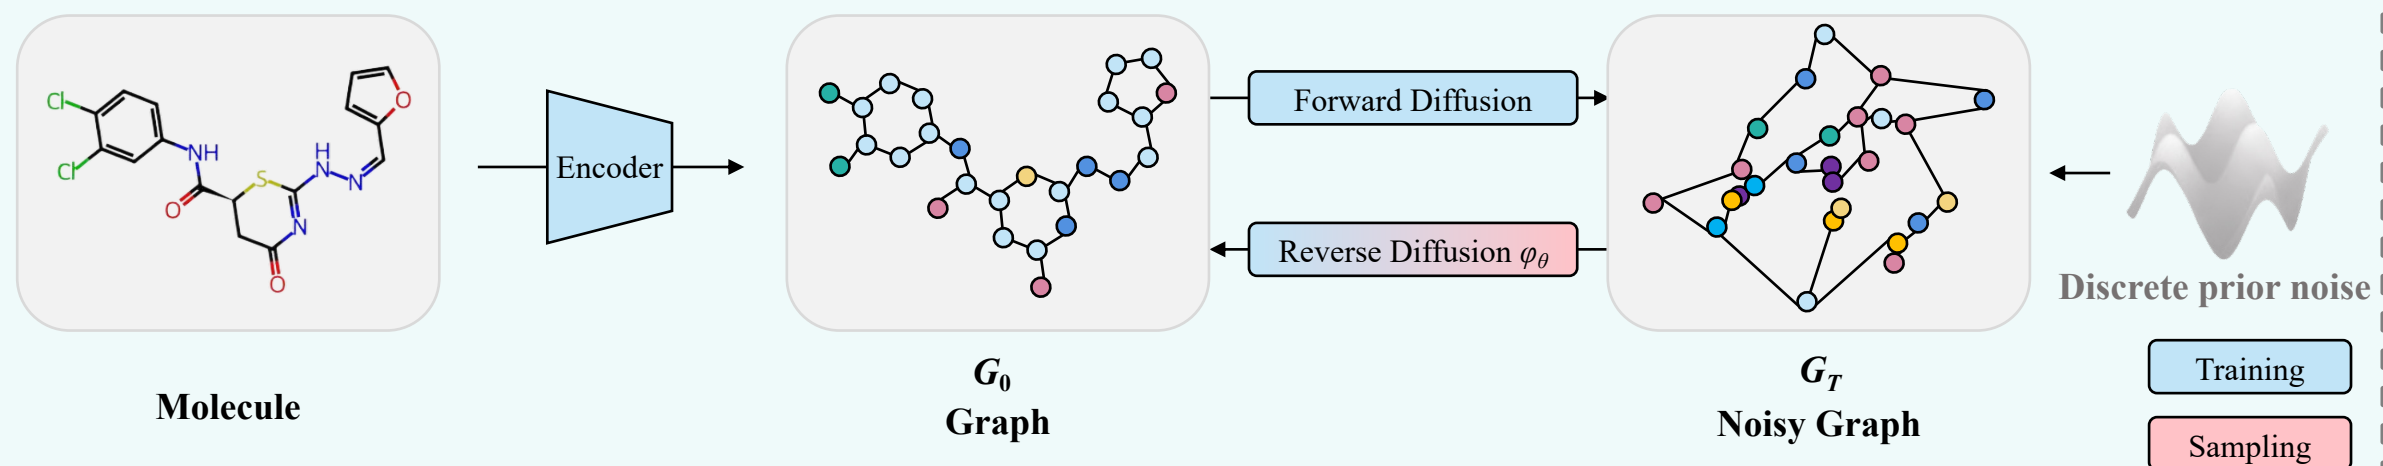 Cl
Cl
NH
O
S
H
N
N
N
O
O
Encoder
Forward Diffusion
Reverse Diffusion φθ
Discrete prior noise
Molecule
G0
Graph
GT
Noisy Graph
Training
Sampling